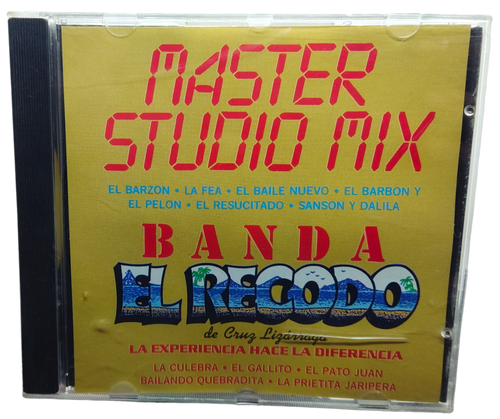 MASTER
STUDIO MIX
EL BARZON • LA FEA • EL BAILE NUEVO • EL BARBON Y
EL PELON • EL RESUCITADO • SANSON Y DALILA
BANDA
EL RECODO
de Cruz Lizárraga
LA EXPERIENCIA HACE LA DIFERENCIA
LA CULEBRA • EL GALLITO • EL PATO JUAN
BAILANDO QUEBRADITA • LA PRIETITA JARIPERA